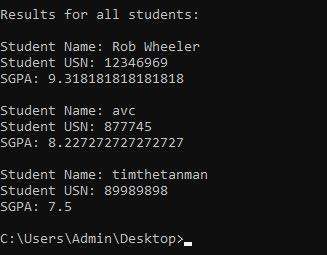 Results for all students:
Student Name: Rob Wheeler
Student USN: 12346969
SGPA: 9.318181818181818
Student Name: avc
Student USN: 877745
SGPA: 8.227272727272727
Student Name: timthetanman
Student USN: 89989898
SGPA: 7.5
C:\Users\Admin\Desktop>